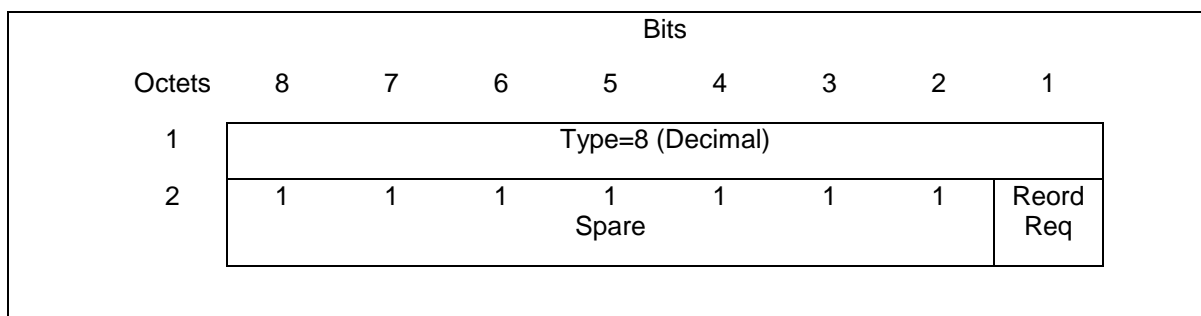 Bits
Octets 8 7 6 5 4 3 2 1
1 Type=8 (Decimal)
2 1 1 1 1 1 1 1 Reord
Spare Req